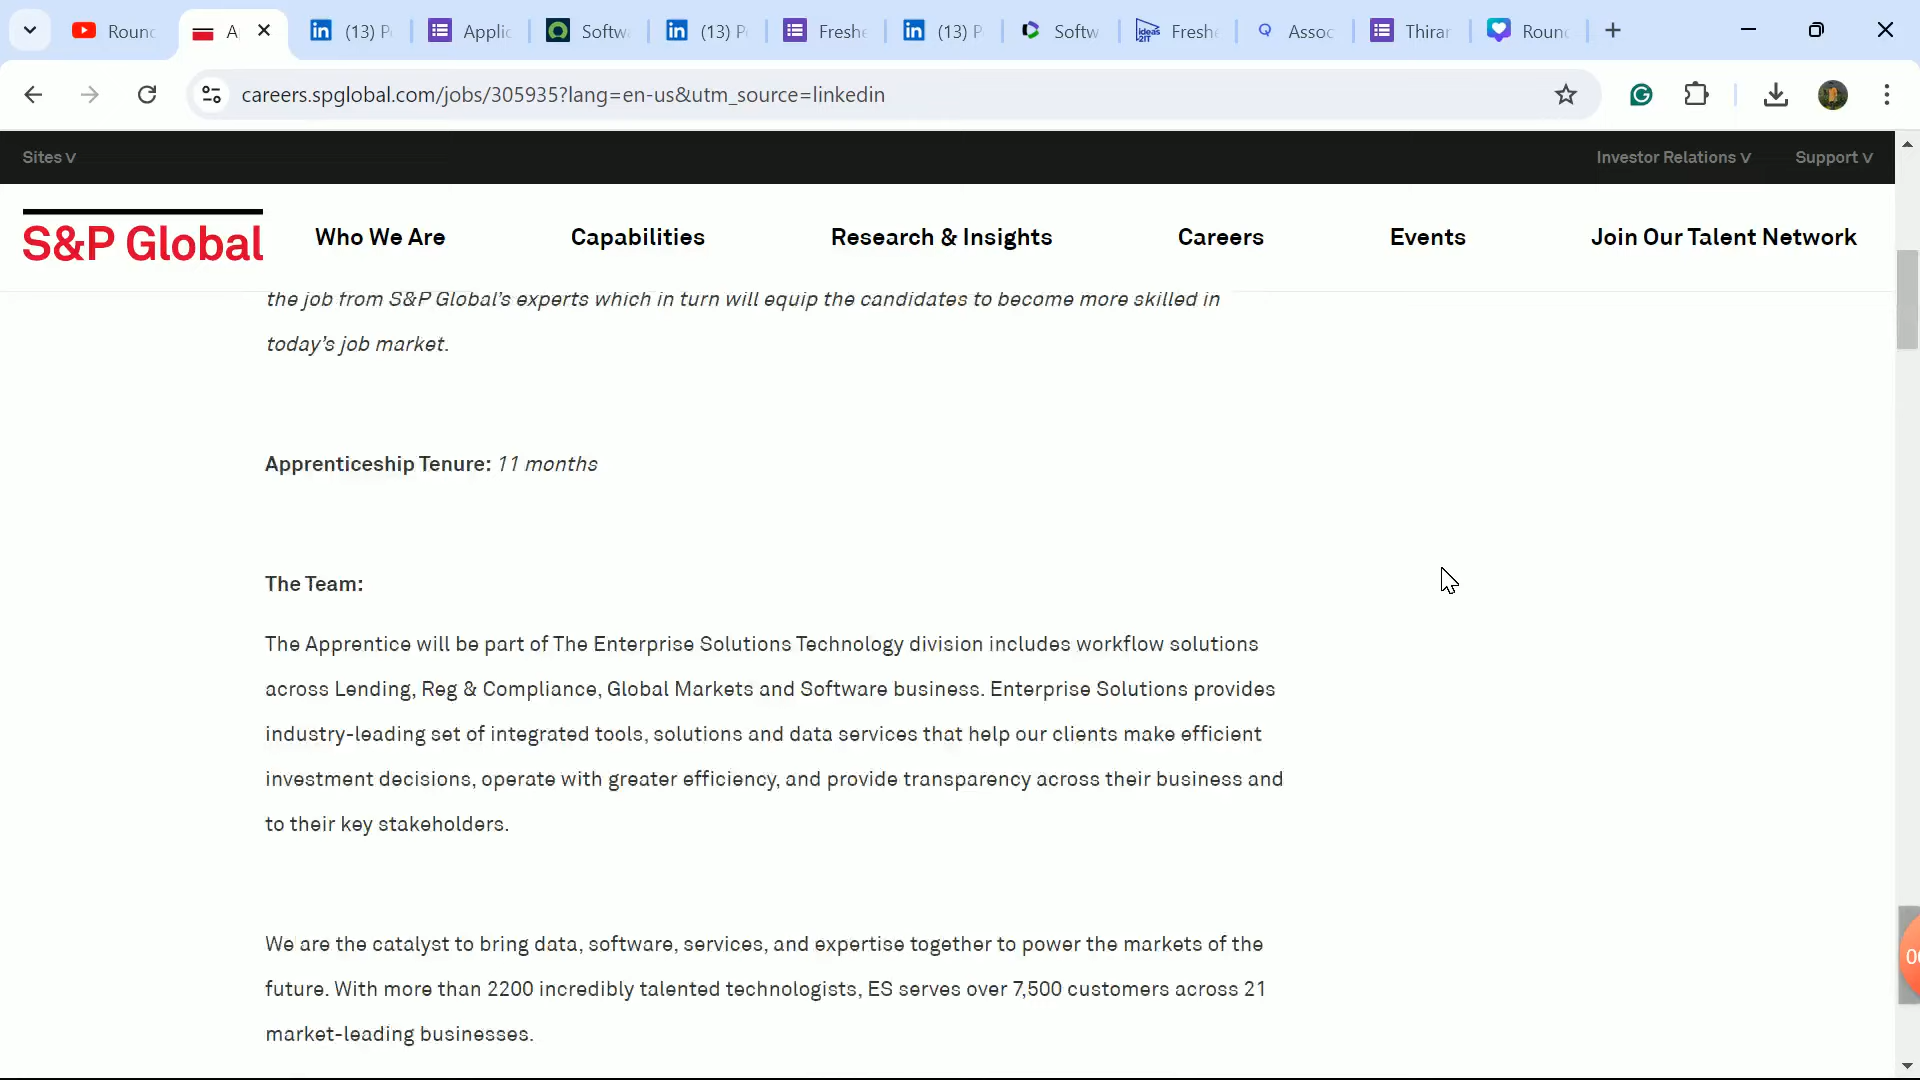 Roun
A
(13) P
Applic
Softw
(13) P
Freshe
(13) P
Softw
ideas2IT
Freshe
Assoc
Thirar
Roun
careers.spglobal.com/jobs/305935?lang=en-us&utm_source=linkedin
Sites
Investor Relations
Support
S&P Global
Who We Are
Capabilities
Research & Insights
Careers
Events
Join Our Talent Network
the job from S&P Global's experts which in turn will equip the candidates to become more skilled in
today's job market.
Apprenticeship Tenure: 11 months
The Team:
The Apprentice will be part of The Enterprise Solutions Technology division includes workflow solutions
across Lending, Reg & Compliance, Global Markets and Software business. Enterprise Solutions provides
industry-leading set of integrated tools, solutions and data services that help our clients make efficient
investment decisions, operate with greater efficiency, and provide transparency across their business and
to their key stakeholders.
We are the catalyst to bring data, software, services, and expertise together to power the markets of the
future. With more than 2200 incredibly talented technologists, ES serves over 7,500 customers across 21
market-leading businesses.